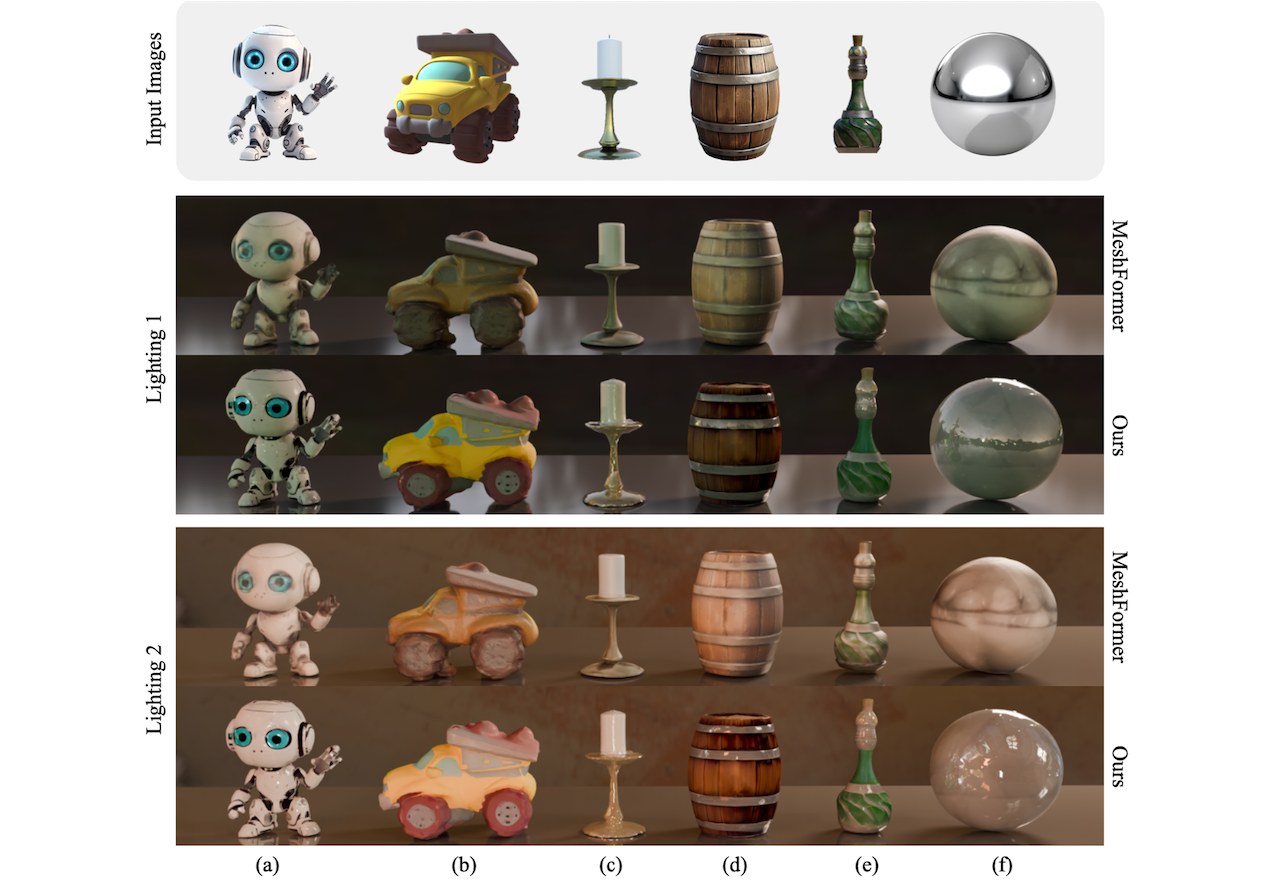 Input Images
Lighting 1
MeshFormer
Ours
Lighting 2
MeshFormer
Ours
(a) (b) (c) (d) (e) (f)